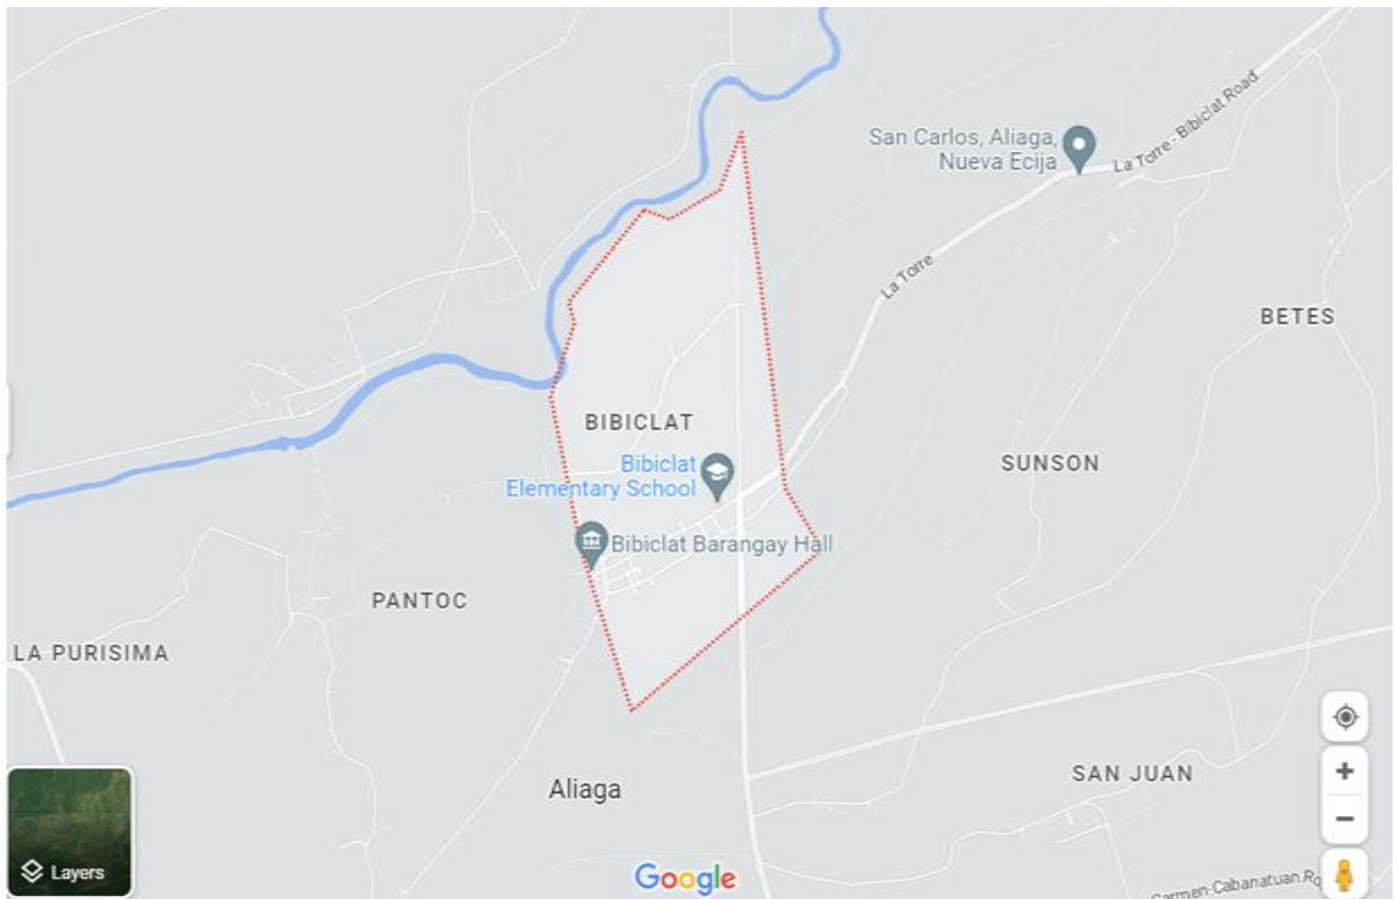 San Carlos, Aliaga,
Nueva Ecija
La Torre - Bibiclat Road
La Torre
BETES
BIBICLAT
Bibiclat
Elementary School
SUNSON
Bibiclat Barangay Hall
PANTOC
LA PURISIMA
SAN JUAN
Aliaga
Layers
Google
Carmen-Cabanatuan